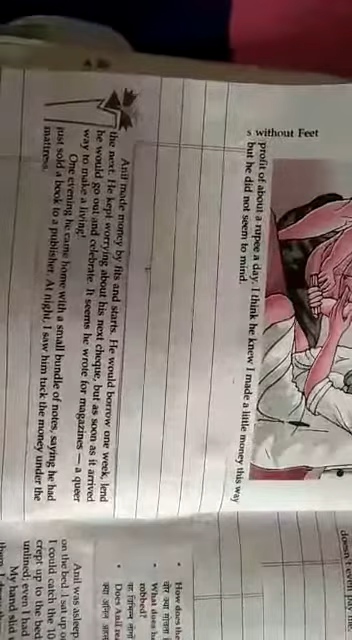 s without Feet
profit of about a rupee a day. I think he knew I made a little money this way
but he did not seem to mind.
Anil made money by fits and starts. He would borrow one week, lend
the next. He kept worrying about his next cheque, but as soon as it arrived
he would go out and celebrate. It seems he wrote for magazines — a queer
way to make a living!
One evening he came home with a small bundle of notes, saying he had
just sold a book to a publisher. At night, I saw him tuck the money under the
mattress.
doesn't even pay me
• How does the
• What does he
robbed?
• Does Anil rea
Anil was asleep
on the bed. I sat up o
I could catch the 10
crept up to the bed
untined; even I had
My hand slid